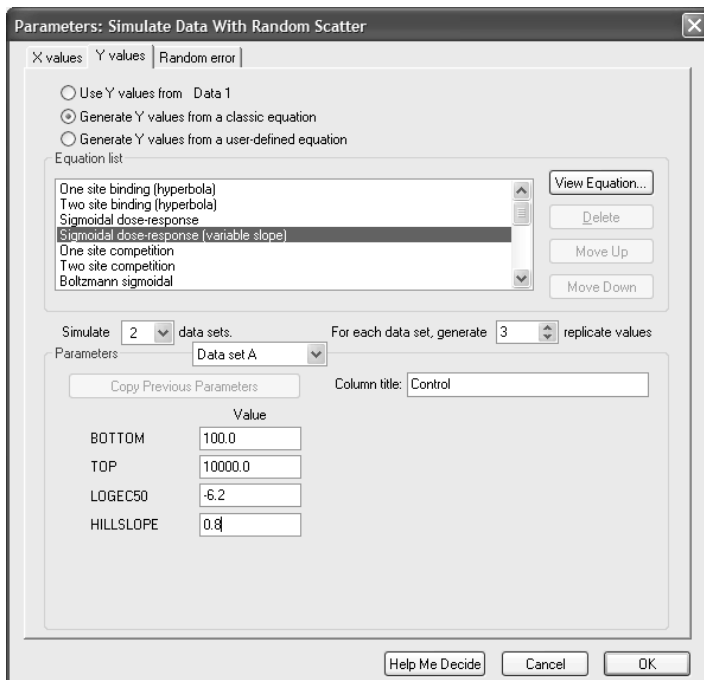 Parameters: Simulate Data With Random Scatter
X values Y values Random error
Use Y values from Data 1
Generate Y values from a classic equation
Generate Y values from a user-defined equation
Equation list
One site binding (hyperbola)
Two site binding (hyperbola)
Sigmoidal dose-response
Sigmoidal dose-response (variable slope)
One site competition
Two site competition
Boltzmann sigmoidal
View Equation...
Delete
Move Up
Move Down
Simulate 2 data sets. For each data set, generate 3 replicate values
Parameters Data set A
Copy Previous Parameters Column title: Control
Value
BOTTOM 100.0
TOP 10000.0
LOGEC50 -6.2
HILLSLOPE 0.8
Help Me Decide Cancel OK